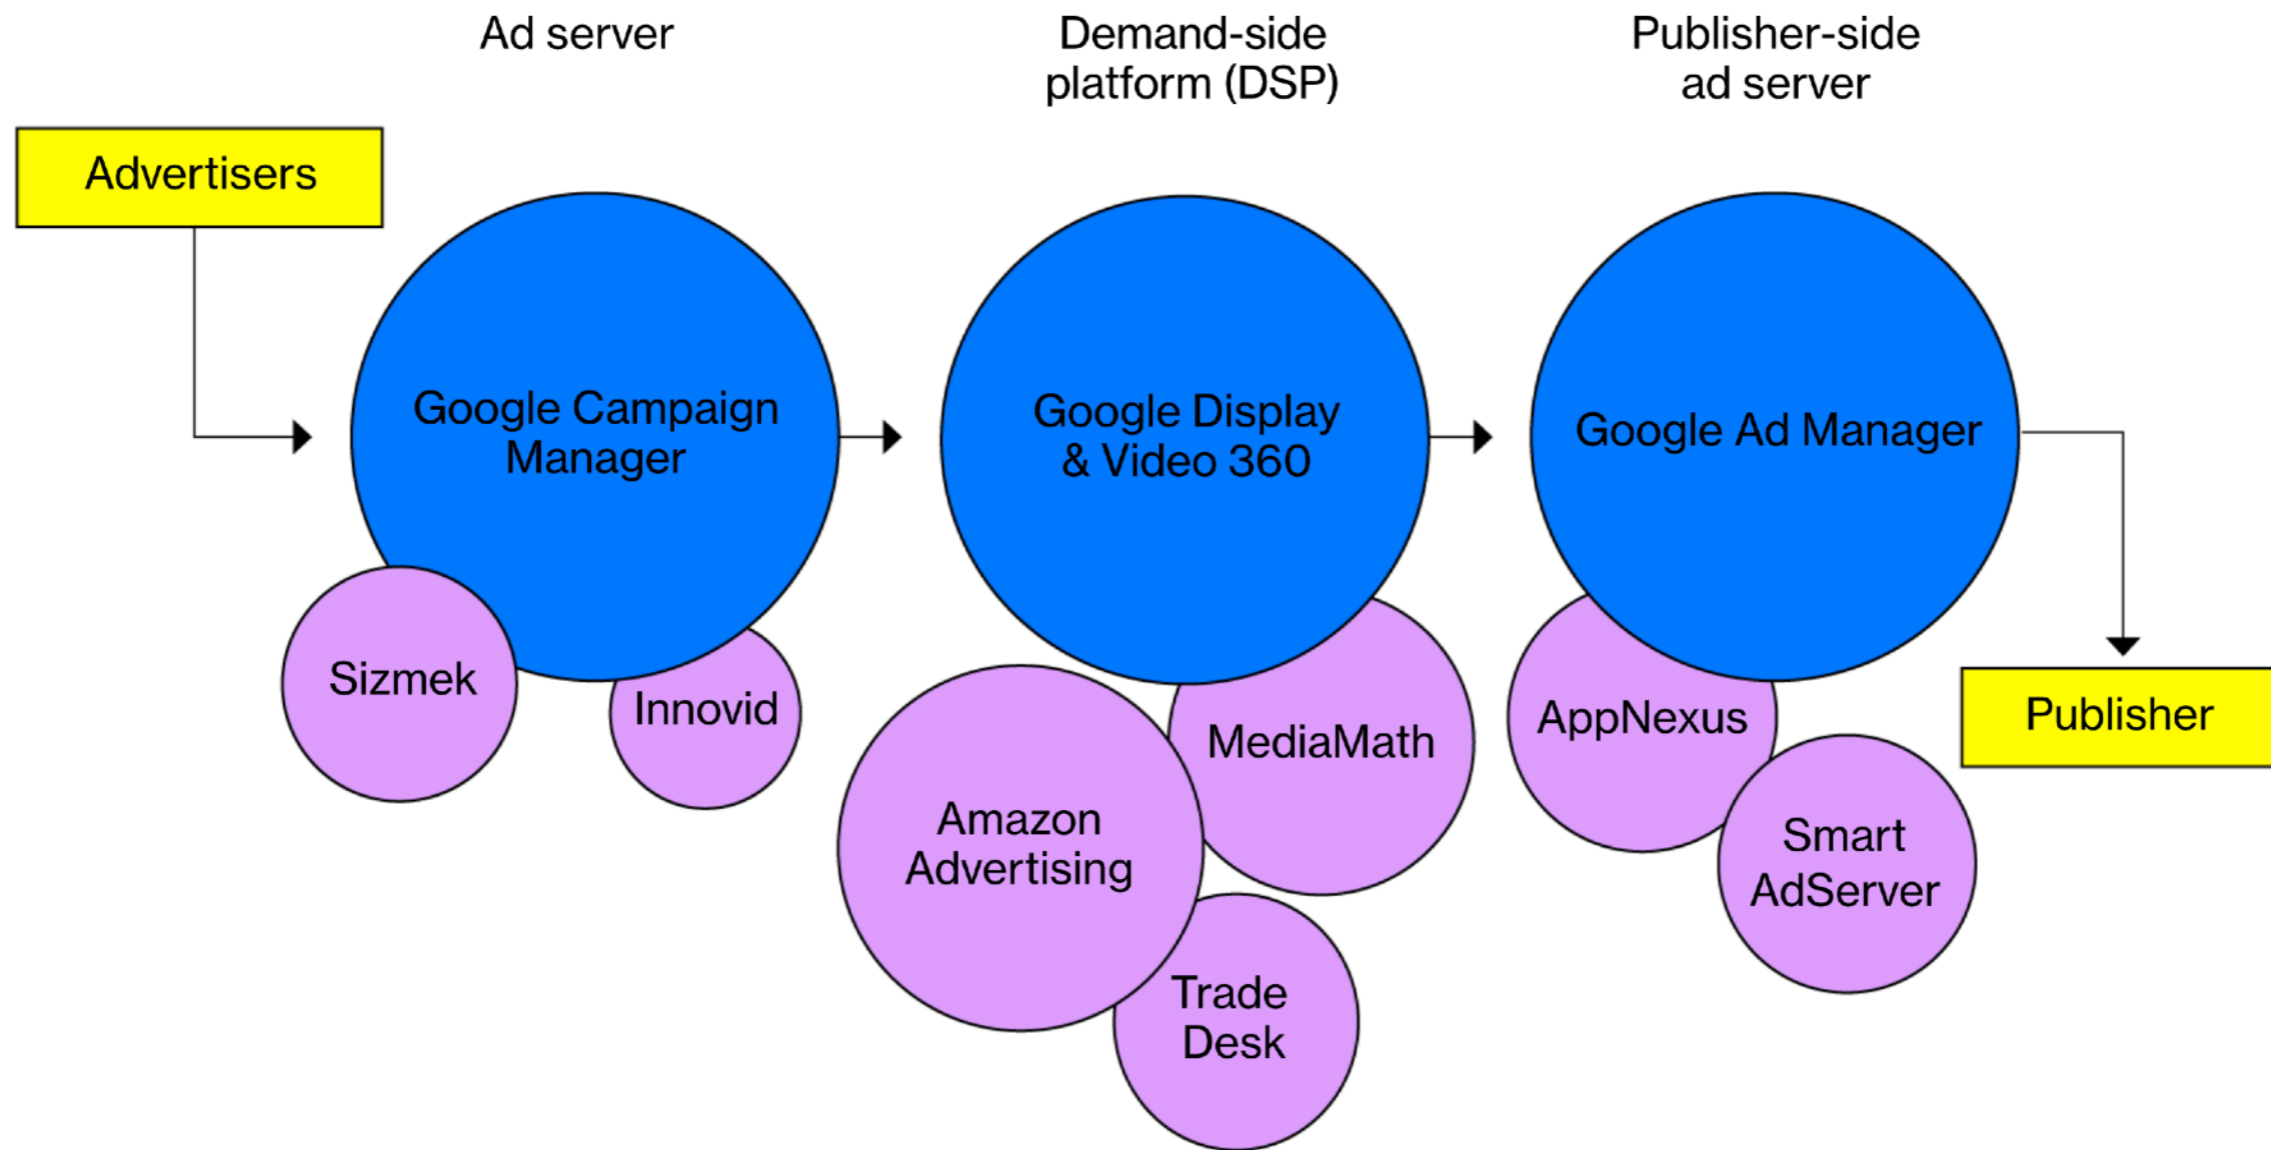 Ad server
Demand-side
platform (DSP)
Publisher-side
ad server
Advertisers
Google Campaign
Manager
Google Display
& Video 360
Google Ad Manager
Sizmek
Innovid
MediaMath
AppNexus
Publisher
Amazon
Advertising
Smart
AdServer
Trade
Desk